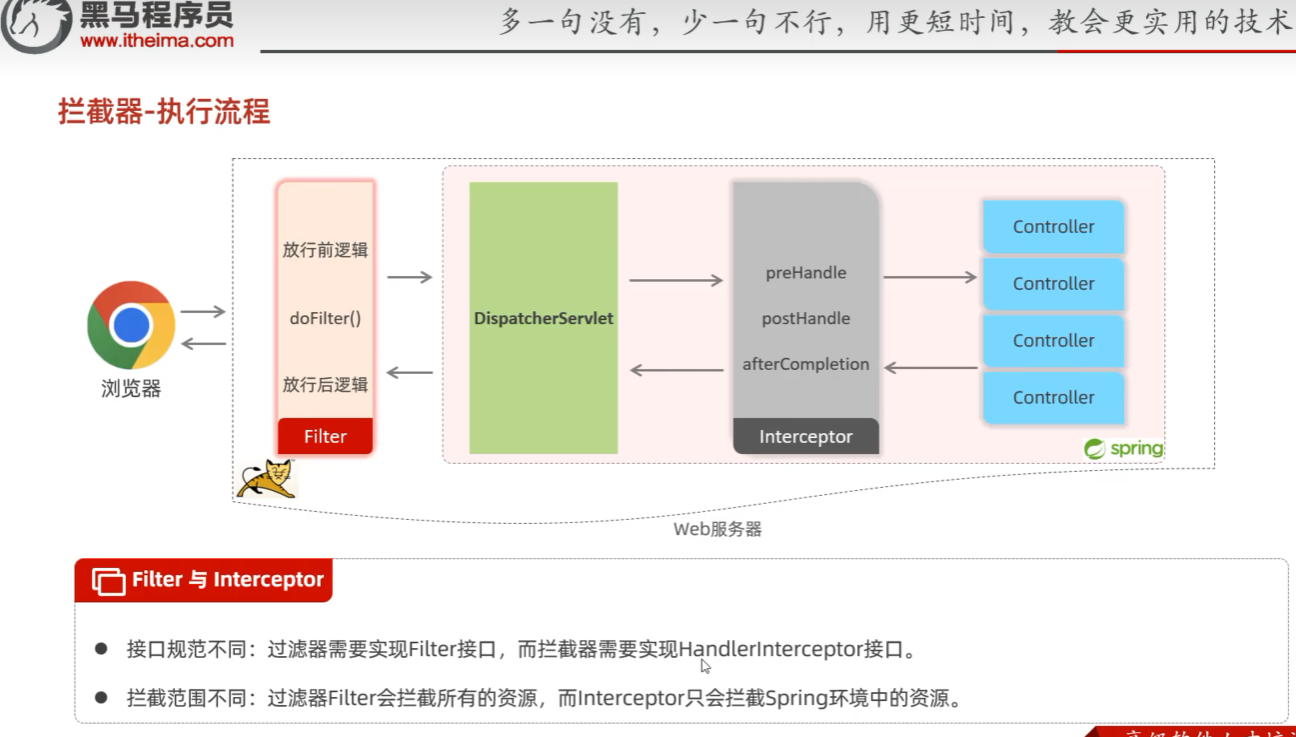 黑马程序员
www.itheima.com
多一句没有，少一句不行，用更短时间，教会更实用的技术
拦截器-执行流程
浏览器
放行前逻辑
doFilter()
放行后逻辑
Filter
DispatcherServlet
preHandle
postHandle
afterCompletion
Interceptor
Controller
Controller
Controller
Controller
spring
Web服务器
Filter 与 Interceptor
● 接口规范不同：过滤器需要实现Filter接口，而拦截器需要实现HandlerInterceptor接口。
● 拦截范围不同：过滤器Filter会拦截所有的资源，而Interceptor只会拦截Spring环境中的资源。